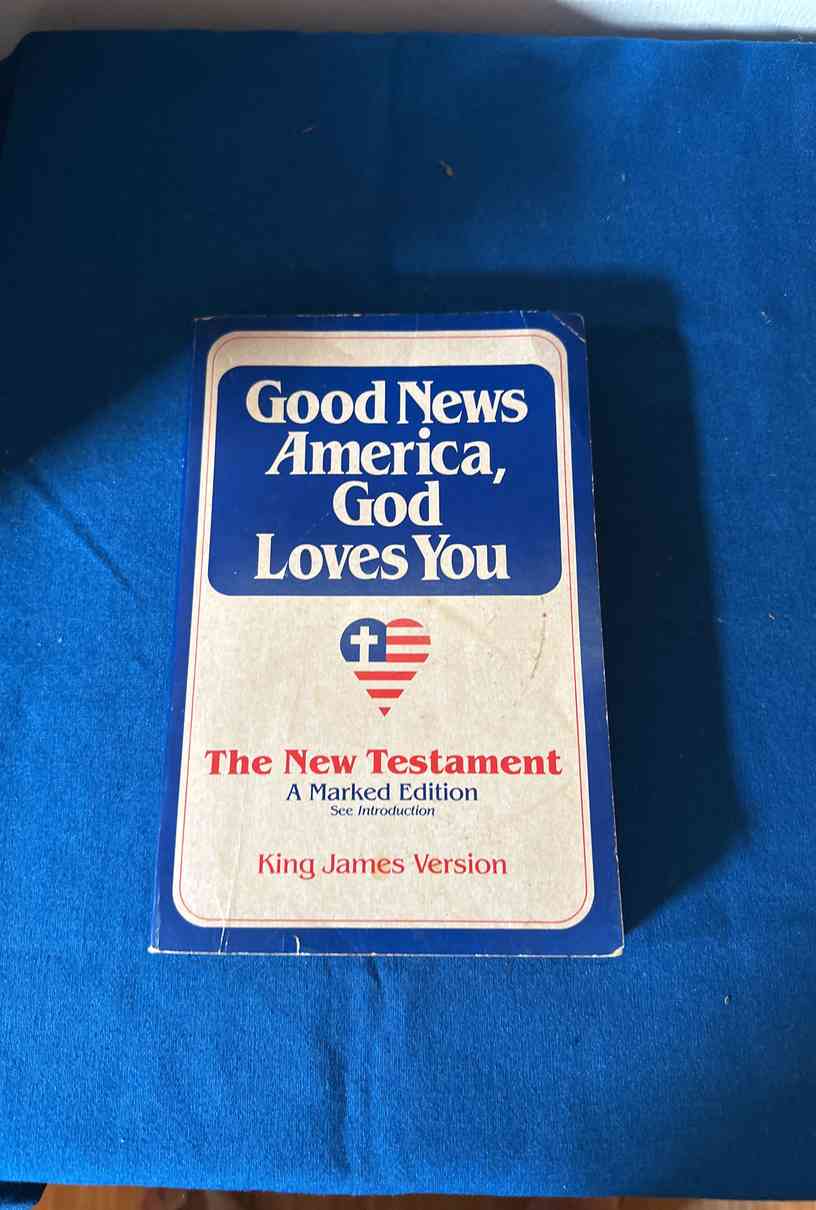 Good News
America,
God
Loves You
The New Testament
A Marked Edition
See Introduction
King James Version